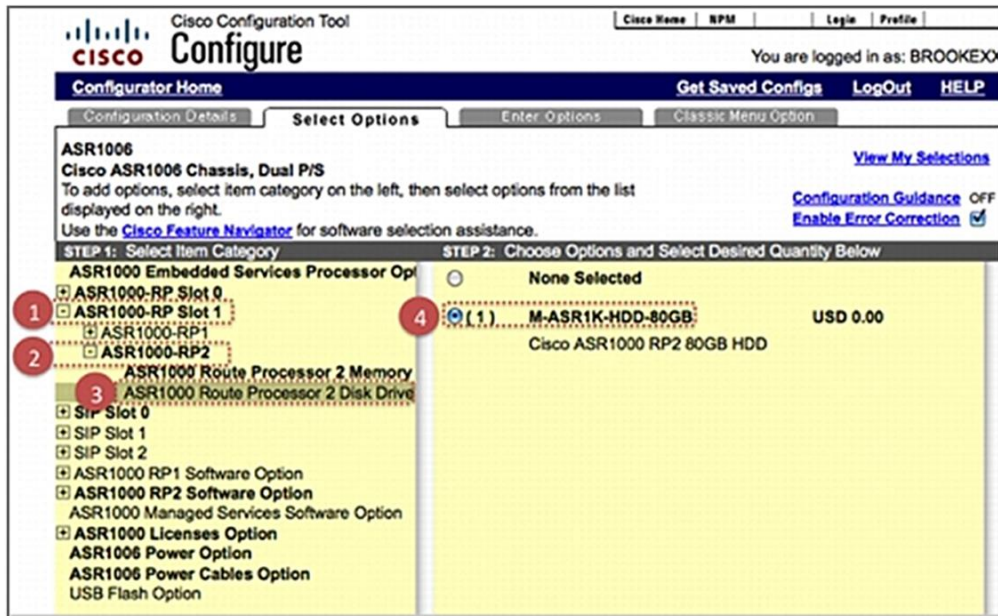 Cisco Configuration Tool
Cisco Home | NPM | Login | Profile
CISCO Configure
You are logged in as: BROOKEXX
Configurator Home Get Saved Configs LogOut HELP
Configuration Details Select Options Enter Options Classic Menu Option
ASR1006
Cisco ASR1006 Chassis, Dual P/S
View My Selections
To add options, select item category on the left, then select options from the list
displayed on the right.
Configuration Guidance OFF
Use the Cisco Feature Navigator for software selection assistance.
Enable Error Correction
STEP 1: Select Item Category
ASR1000 Embedded Services Processor Opt
ASR1000-RP Slot 0
1 ASR1000-RP Slot 1
ASR1000-RP1
2 ASR1000-RP2
ASR1000 Route Processor 2 Memory
3 ASR1000 Route Processor 2 Disk Drive
SIP Slot 0
SIP Slot 1
SIP Slot 2
ASR1000 RP1 Software Option
ASR1000 RP2 Software Option
ASR1000 Managed Services Software Option
ASR1000 Licenses Option
ASR1006 Power Option
ASR1006 Power Cables Option
USB Flash Option
STEP 2: Choose Options and Select Desired Quantity Below
None Selected
4 ( 1 ) M-ASR1K-HDD-80GB USD 0.00
Cisco ASR1000 RP2 80GB HDD